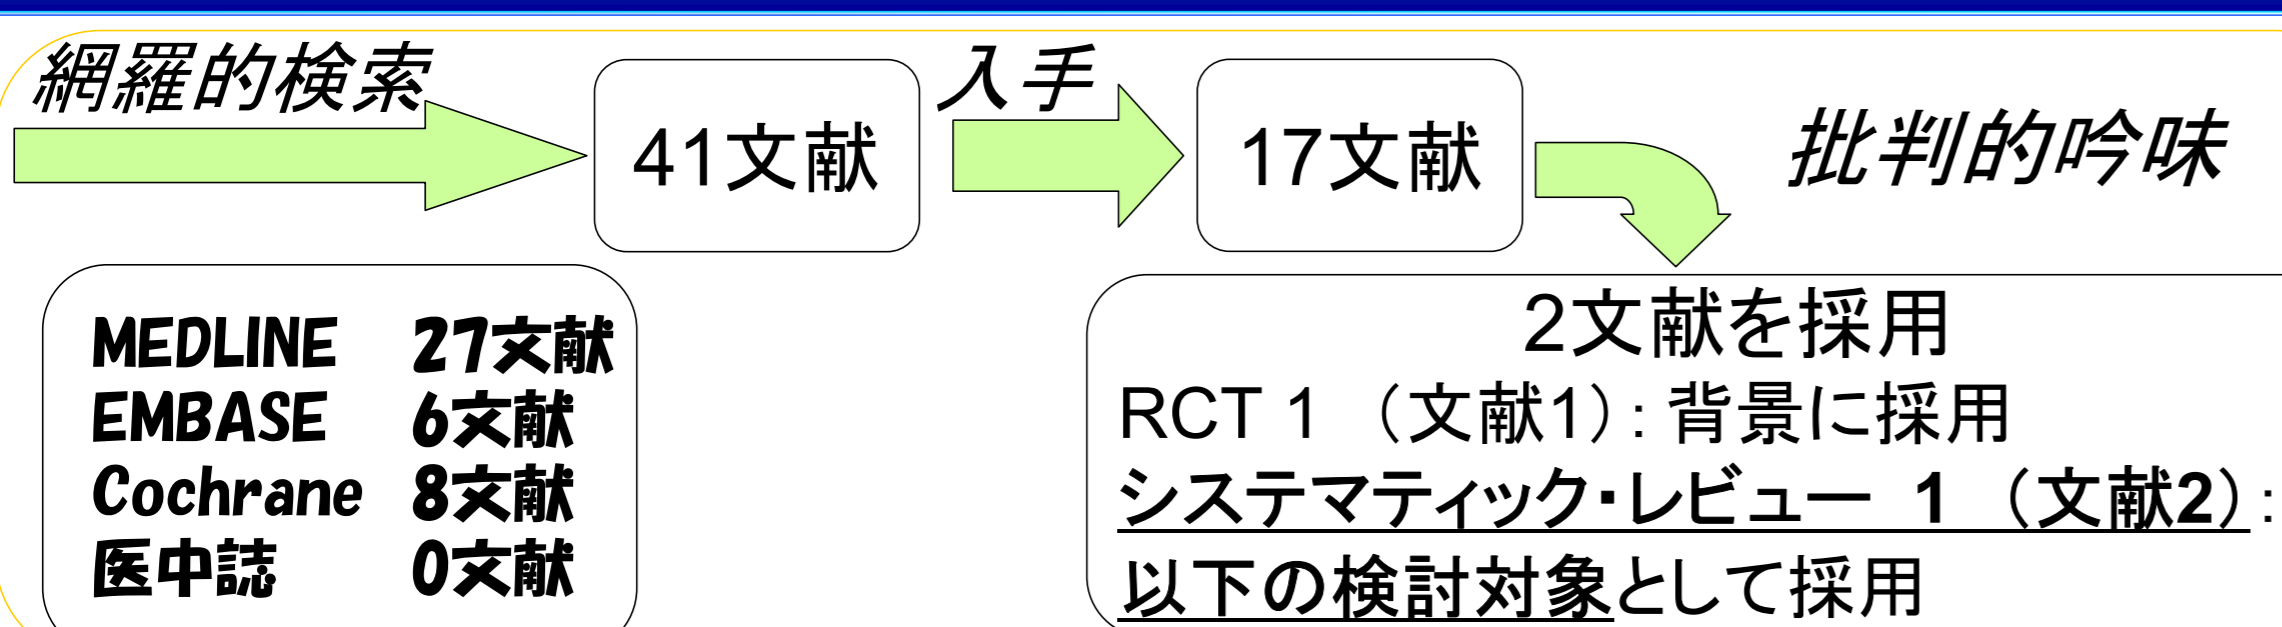 網羅的検索
41文献
入手
17文献
批判的吟味
MEDLINE 27文献
EMBASE 6文献
Cochrane 8文献
医中誌 0文献
2文献を採用
RCT 1 （文献1）: 背景に採用
システマティック・レビュー 1 （文献2）:
以下の検討対象として採用